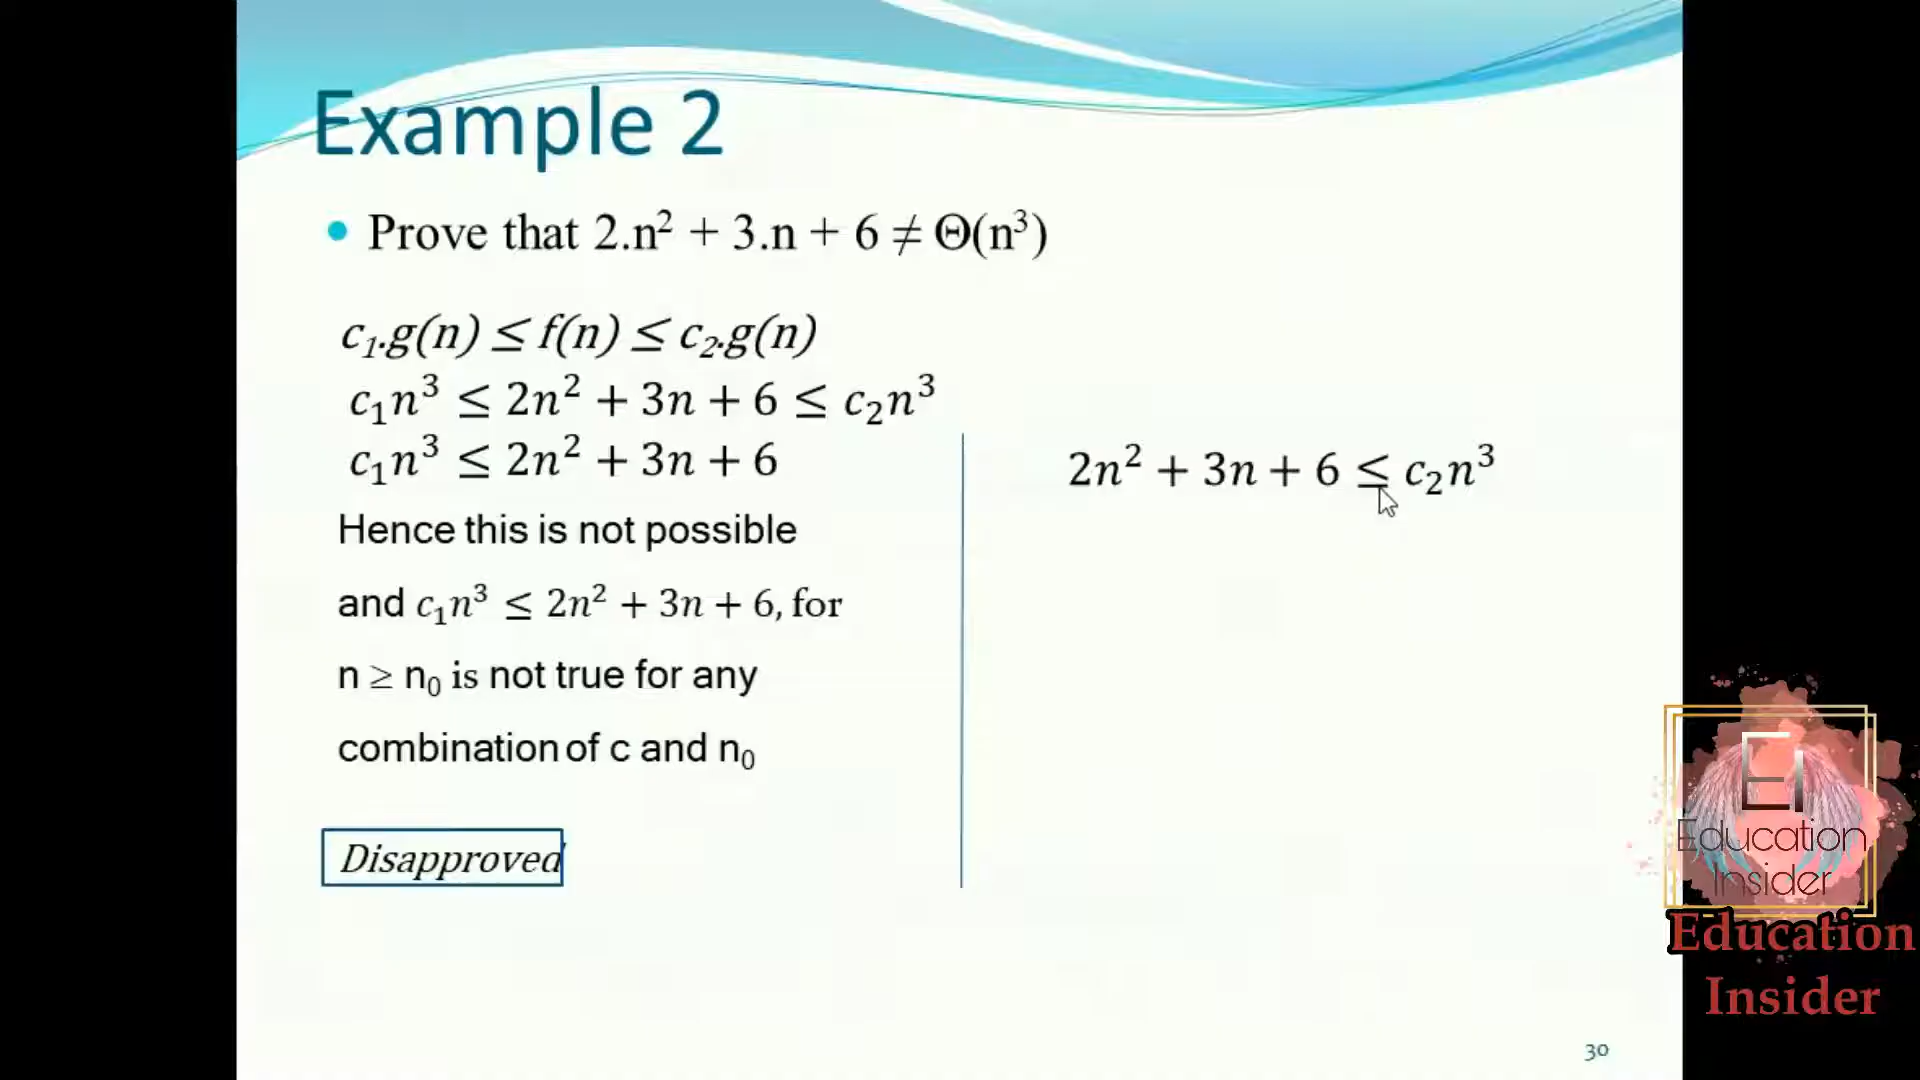 Example 2
• Prove that 2.n² + 3.n + 6 ≠ Θ(n³)
c₁.g(n) ≤ f(n) ≤ c₂.g(n)
c₁n³ ≤ 2n² + 3n + 6 ≤ c₂n³
c₁n³ ≤ 2n² + 3n + 6
Hence this is not possible
and c₁n³ ≤ 2n² + 3n + 6, for
n ≥ n₀ is not true for any
combination of c and n₀
Disapproved
2n² + 3n + 6 ≤ c₂n³
EI
Education
Insider
Education
Insider
30